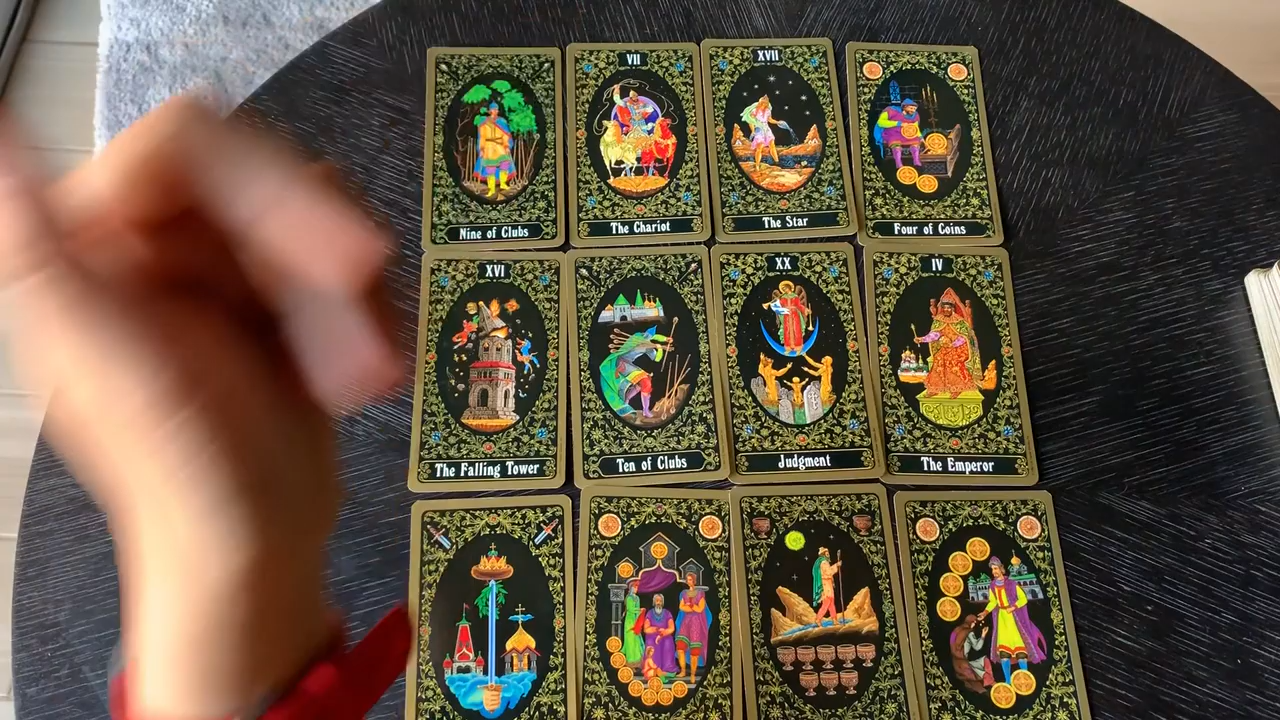 Nine of Clubs
VII
The Chariot
XVII
The Star
Four of Coins
XVI
The Falling Tower
Ten of Clubs
XX
Judgment
IV
The Emperor